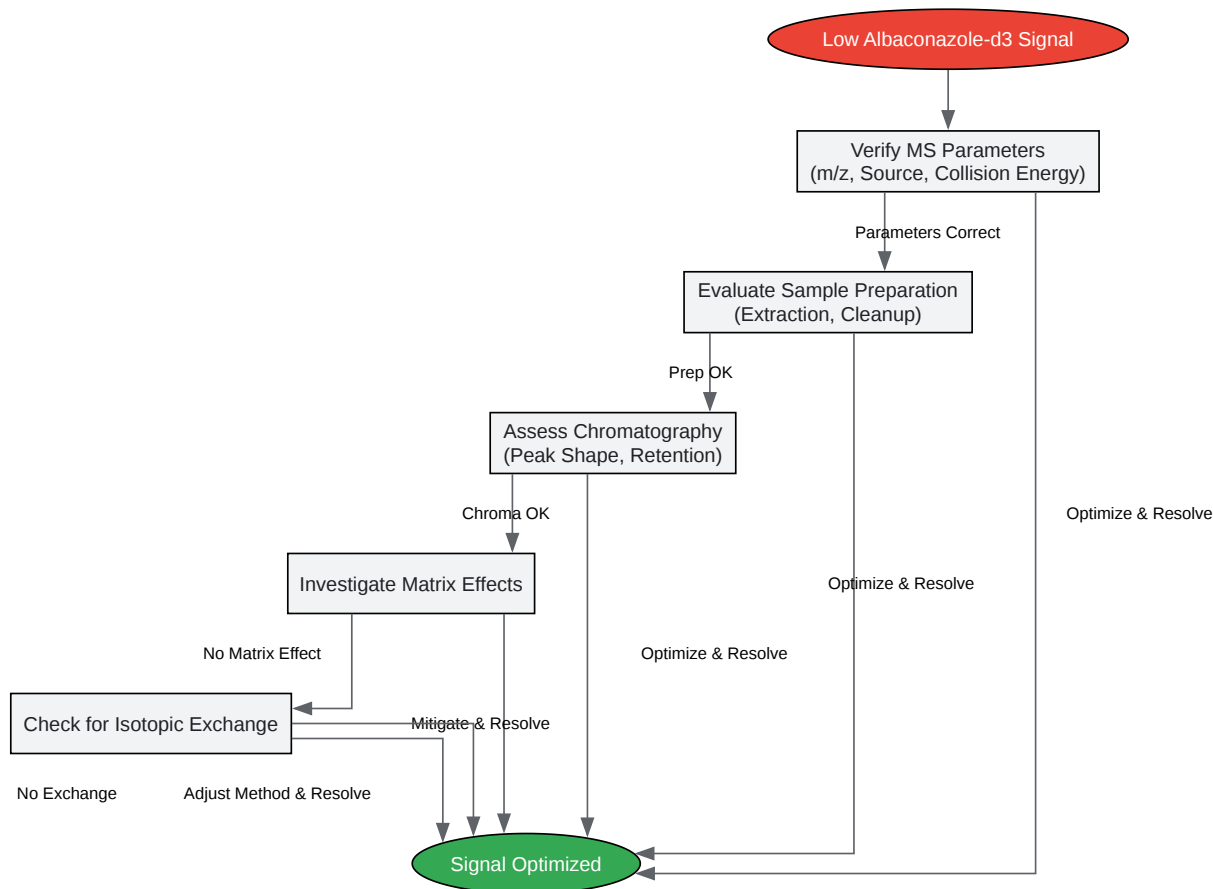 Low Albaconazole-d3 Signal
Verify MS Parameters
(m/z, Source, Collision Energy)
Parameters Correct
Evaluate Sample Preparation
(Extraction, Cleanup)
Prep OK
Assess Chromatography
(Peak Shape, Retention)
Chroma OK
Optimize & Resolve
Investigate Matrix Effects
Optimize & Resolve
No Matrix Effect
Optimize & Resolve
Check for Isotopic Exchange
Mitigate & Resolve
No Exchange
Adjust Method & Resolve
Signal Optimized